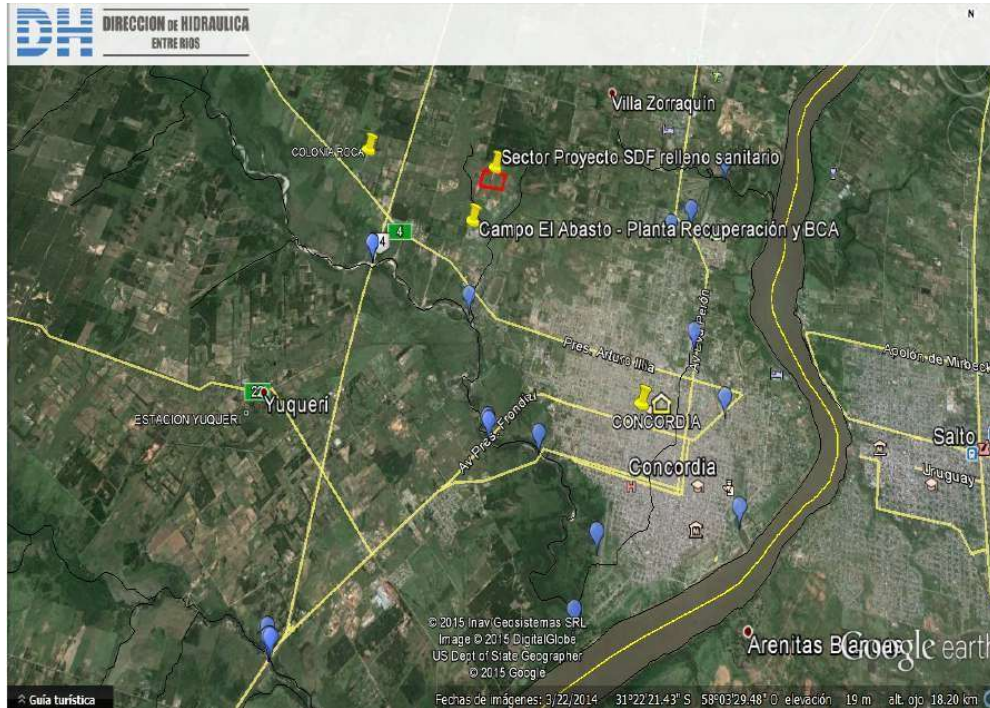 DH
DIRECCION DE HIDRAULICA
ENTRE RIOS
N
Villa Zorraquín
COLONIA ROCA
Sector Proyecto SDF relleno sanitario
Campo El Abasto - Planta Recuperación y BCA
4
4
Av Eva Perón
Pres. Arturo Illia
Apolón de Mirbeck
22
Yuquerí
ESTACION YUQUERI
Av Pres. Frondizi
CONCORDIA
Concordia
Salto
Uruguay
H
© 2015 Inav Geosistemas SRL
Image © 2015 DigitalGlobe
US Dept of State Geographer
© 2015 Google
Arenitas Blancas
Google earth
Guía turística
Fechas de imágenes: 3/22/2014 31°22'21.43" S 58°03'29.48" O elevación 19 m alt. ojo 18.20 km